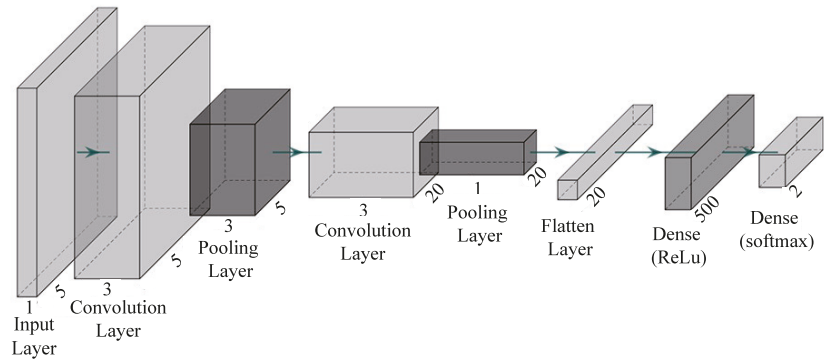 1
5
Input
Layer
3
5
Convolution
Layer
3
5
Pooling
Layer
3
20
Convolution
Layer
1
20
Pooling
Layer
20
Flatten
Layer
500
Dense
(ReLu)
2
Dense
(softmax)